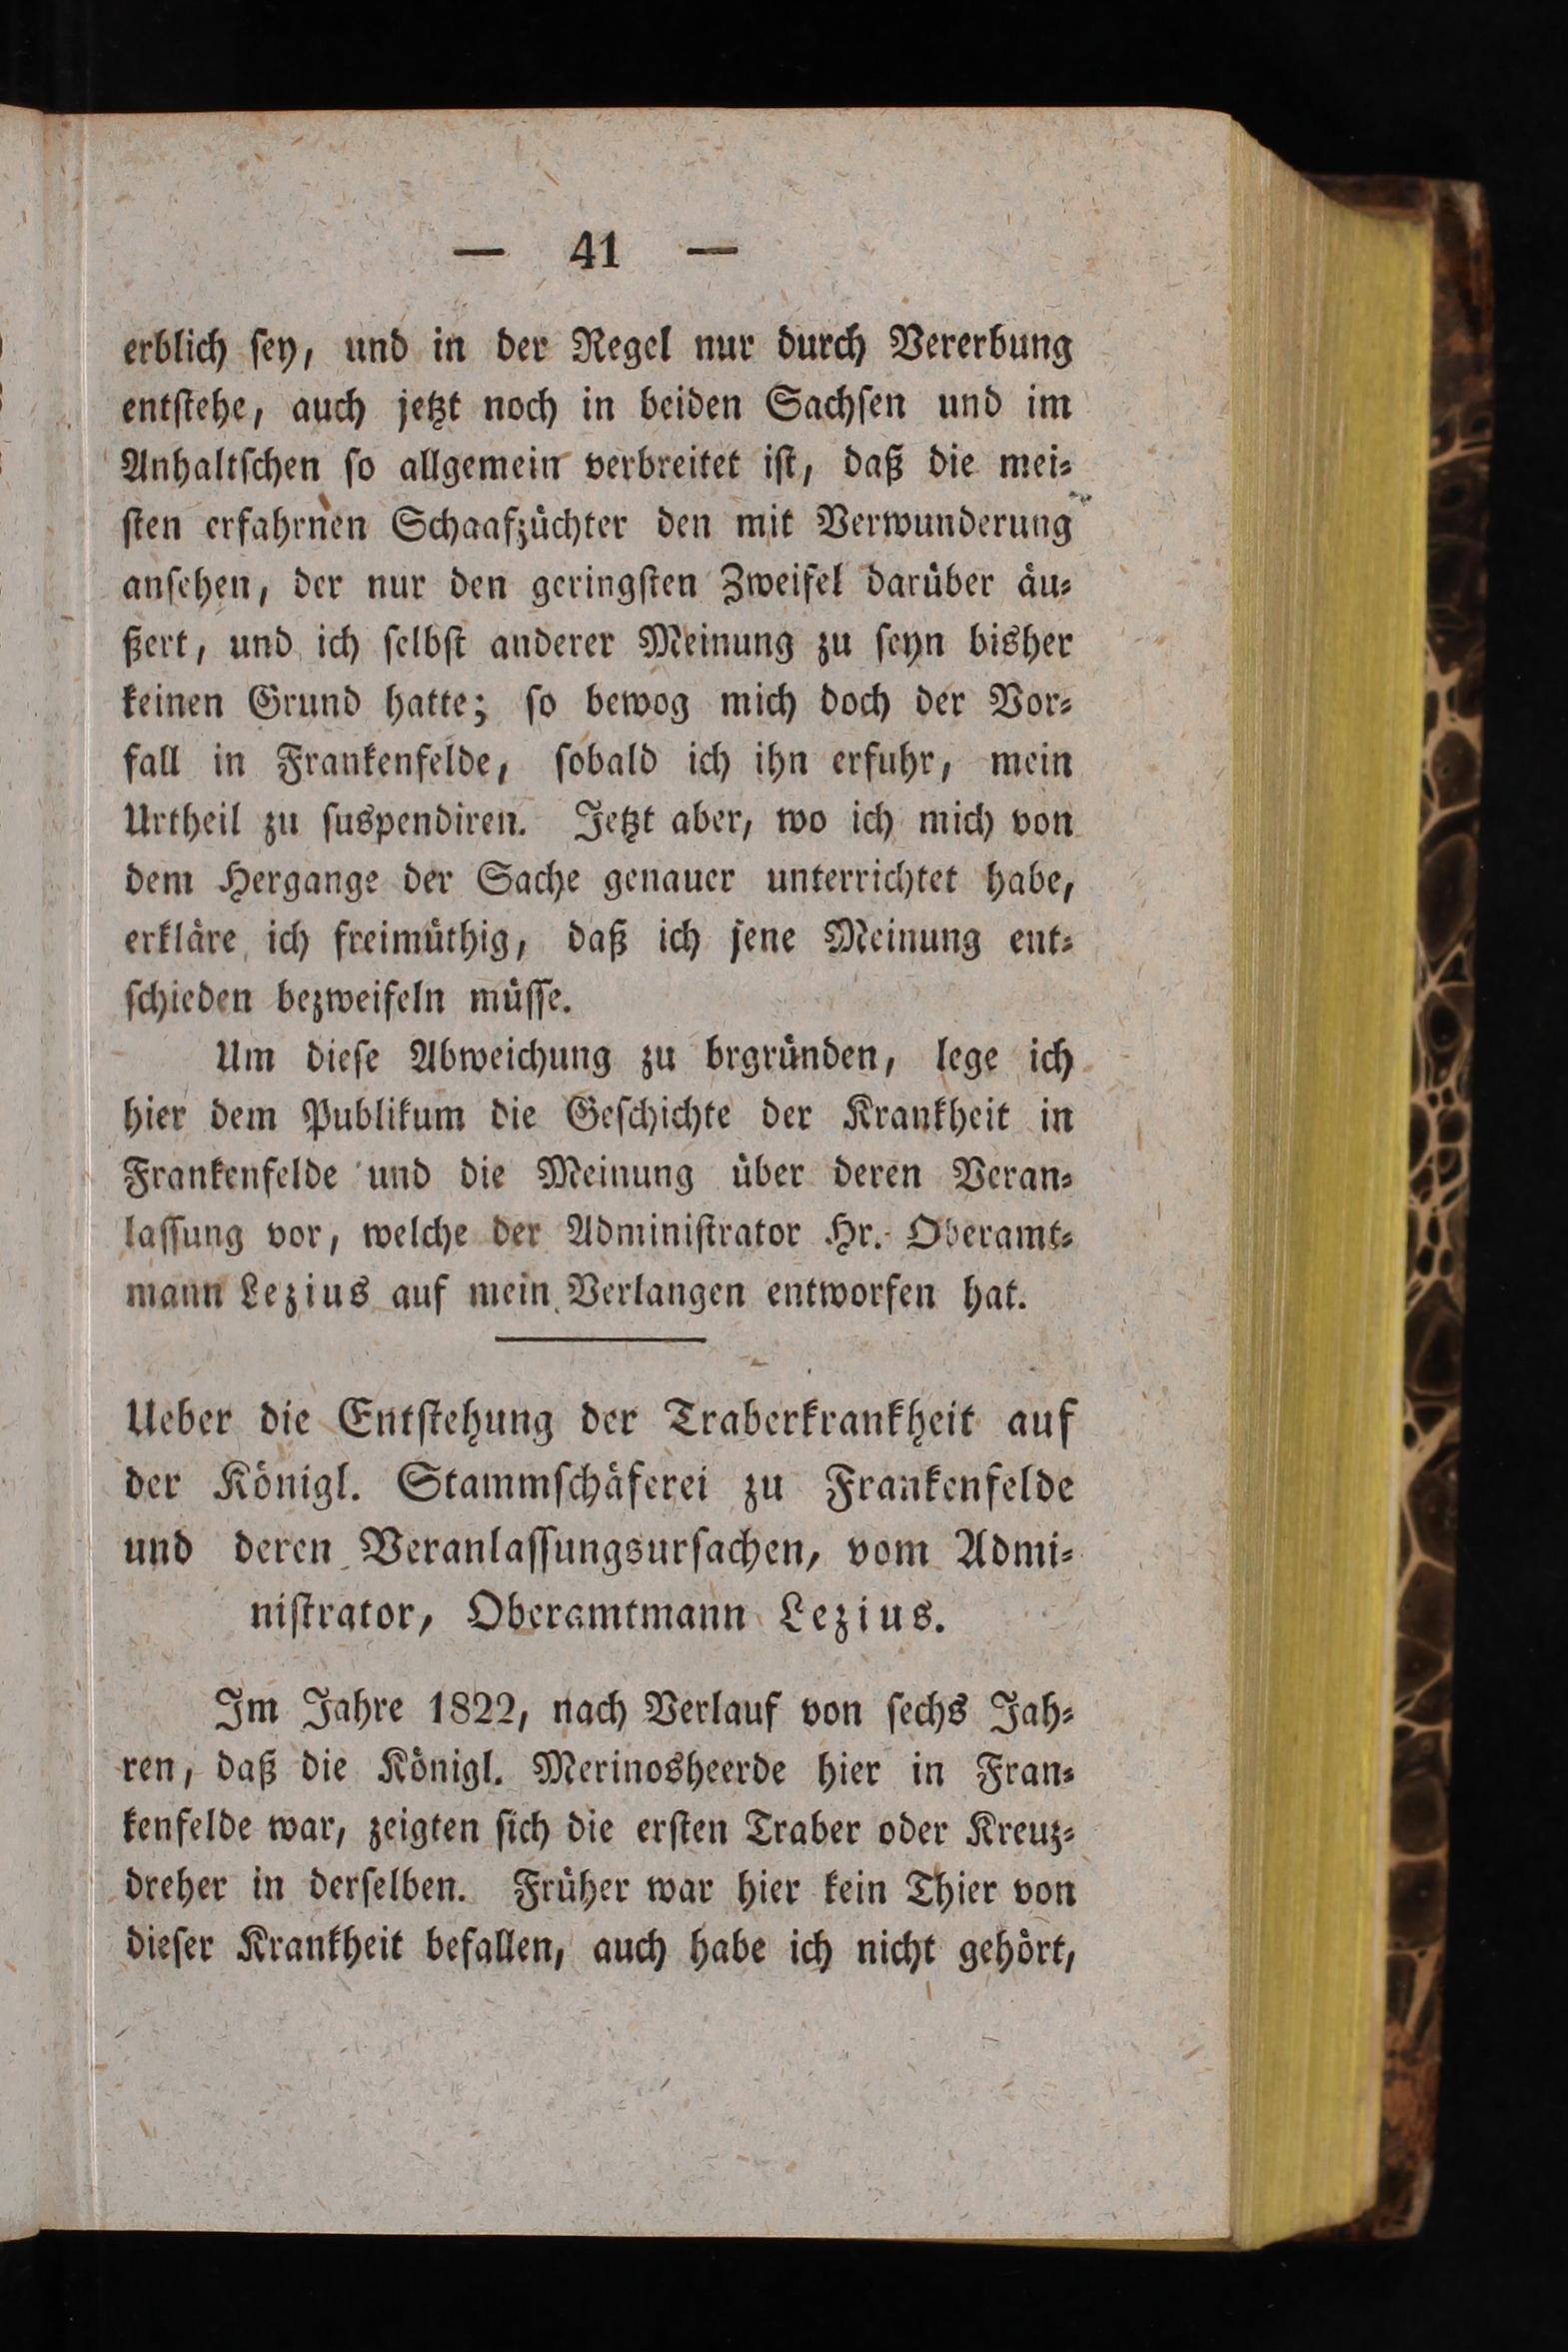 — 41 —
erblich sey, und in der Regel nur durch Vererbung
entstehe, auch jetzt noch in beiden Sachsen und im
Anhaltschen so allgemein verbreitet ist, daß die mei⸗
sten erfahrnen Schaafzüchter den mit Verwunderung
ansehen, der nur den geringsten Zweifel darüber äu⸗
ßert, und ich selbst anderer Meinung zu seyn bisher
keinen Grund hatte; so bewog mich doch der Vor⸗
fall in Frankenfelde, sobald ich ihn erfuhr, mein
Urtheil zu suspendiren. Jetzt aber, wo ich mich von
dem Hergange der Sache genauer unterrichtet habe,
erkläre ich freimüthig, daß ich jene Meinung ent⸗
schieden bezweifeln müsse.
Um diese Abweichung zu brgründen, lege ich
hier dem Publikum die Geschichte der Krankheit in
Frankenfelde und die Meinung über deren Veran⸗
lassung vor, welche der Administrator Hr. Oberamt⸗
mann Lezius auf mein Verlangen entworfen hat.
Ueber die Entstehung der Traberkrankheit auf
der Königl. Stammschäferei zu Frankenfelde
und deren Veranlassungsursachen, vom Admi⸗
nistrator, Oberamtmann Lezius.
Im Jahre 1822, nach Verlauf von sechs Jah⸗
ren, daß die Königl. Merinosheerde hier in Fran⸗
kenfelde war, zeigten sich die ersten Traber oder Kreuz⸗
dreher in derselben. Früher war hier kein Thier von
dieser Krankheit befallen, auch habe ich nicht gehört,